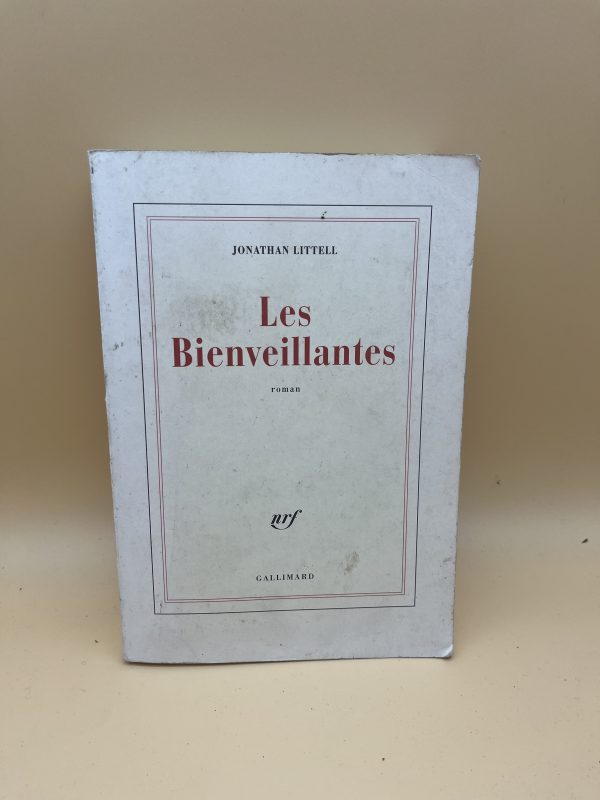 JONATHAN LITTELL
Les
Bienveillantes
roman
nrf
GALLIMARD